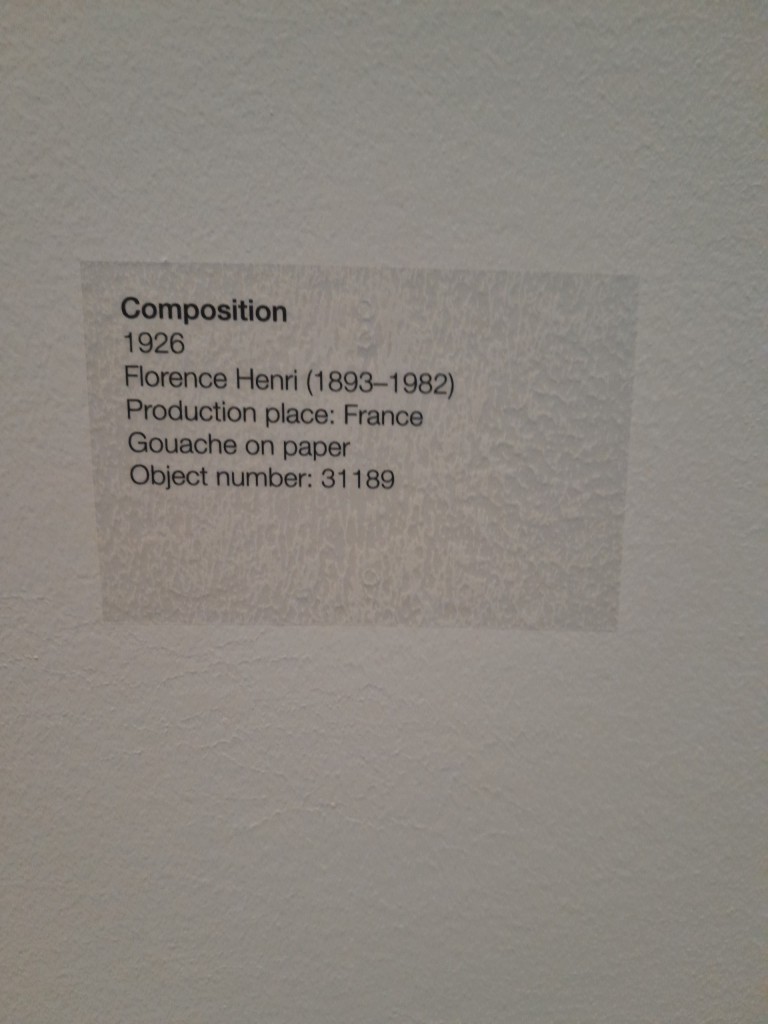 Composition
1926
Florence Henri (1893–1982)
Production place: France
Gouache on paper
Object number: 31189